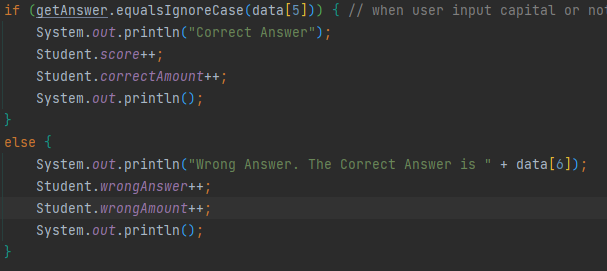 if (getAnswer.equalsIgnoreCase(data[5])) { // when user input capital or not
System.out.println("Correct Answer");
Student.score++;
Student.correctAmount++;
System.out.println();
}
else {
System.out.println("Wrong Answer. The Correct Answer is " + data[6]);
Student.wrongAnswer++;
Student.wrongAmount++;
System.out.println();
}